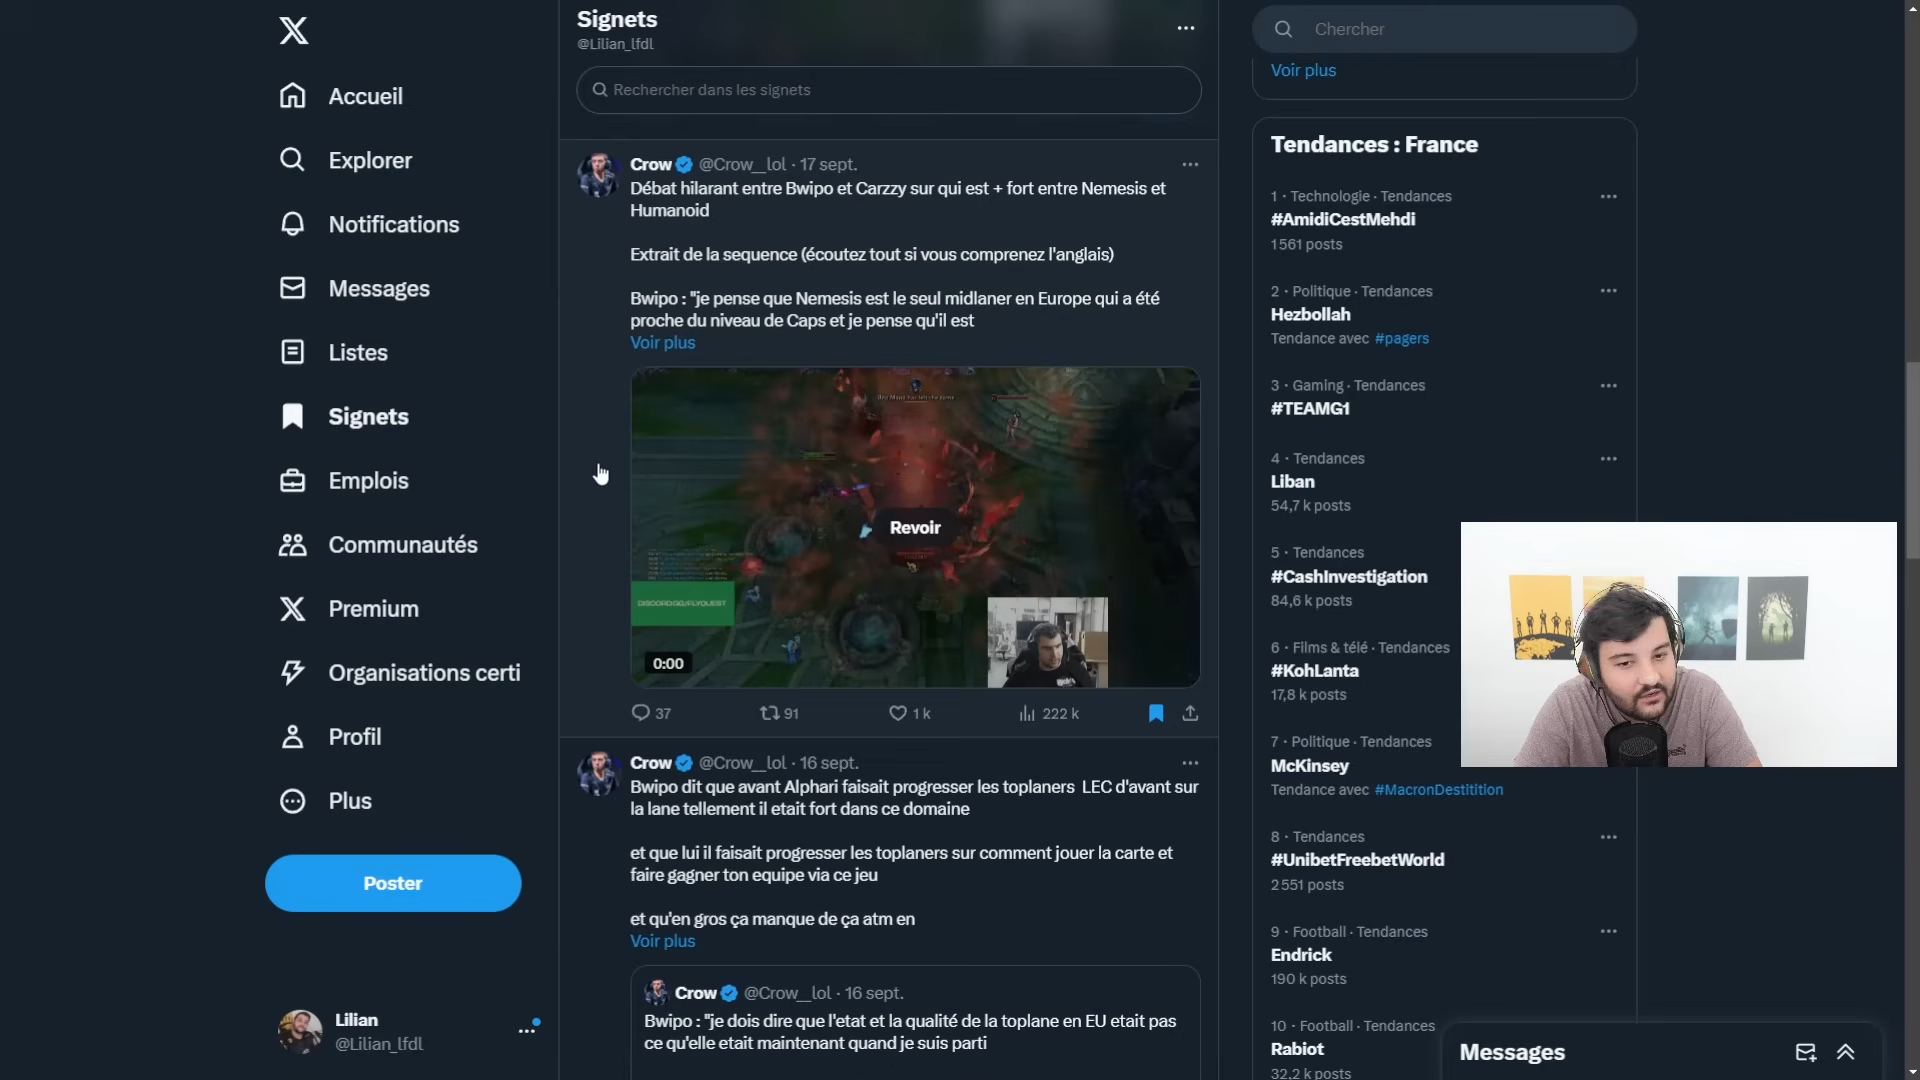 Accueil
Explorer
Notifications
Messages
Listes
Signets
Emplois
Communautés
Premium
Organisations certi
Profil
Plus
Poster
Lilian
@Lilian_lfdl
Signets
@Lilian_lfdl
Rechercher dans les signets
Crow @Crow__lol · 17 sept.
Débat hilarant entre Bwipo et Carzzy sur qui est + fort entre Nemesis et
Humanoid
Extrait de la sequence (écoutez tout si vous comprenez l'anglais)
Bwipo : "je pense que Nemesis est le seul midlaner en Europe qui a été
proche du niveau de Caps et je pense qu'il est
Voir plus
Revoir
DISCORD.GG/FLYQUEST
0:00
37
91
1 k
222 k
Crow @Crow__lol · 16 sept.
Bwipo dit que avant Alphari faisait progresser les toplaners LEC d'avant sur
la lane tellement il etait fort dans ce domaine
et que lui il faisait progresser les toplaners sur comment jouer la carte et
faire gagner ton equipe via ce jeu
et qu'en gros ça manque de ça atm en
Voir plus
Crow @Crow__lol · 16 sept.
Bwipo : "je dois dire que l'etat et la qualité de la toplane en EU etait pas
ce qu'elle etait maintenant quand je suis parti
Chercher
Voir plus
Tendances : France
1 · Technologie · Tendances
#AmidiCestMehdi
1 561 posts
2 · Politique · Tendances
Hezbollah
Tendance avec #pagers
3 · Gaming · Tendances
#TEAMG1
4 · Tendances
Liban
54,7 k posts
5 · Tendances
#CashInvestigation
84,6 k posts
6 · Films & télé · Tendances
#KohLanta
17,8 k posts
7 · Politique · Tendances
McKinsey
Tendance avec #MacronDestitition
8 · Tendances
#UnibetFreebetWorld
2 551 posts
9 · Football · Tendances
Endrick
190 k posts
10 · Football · Tendances
Rabiot
32,2 k posts
Messages